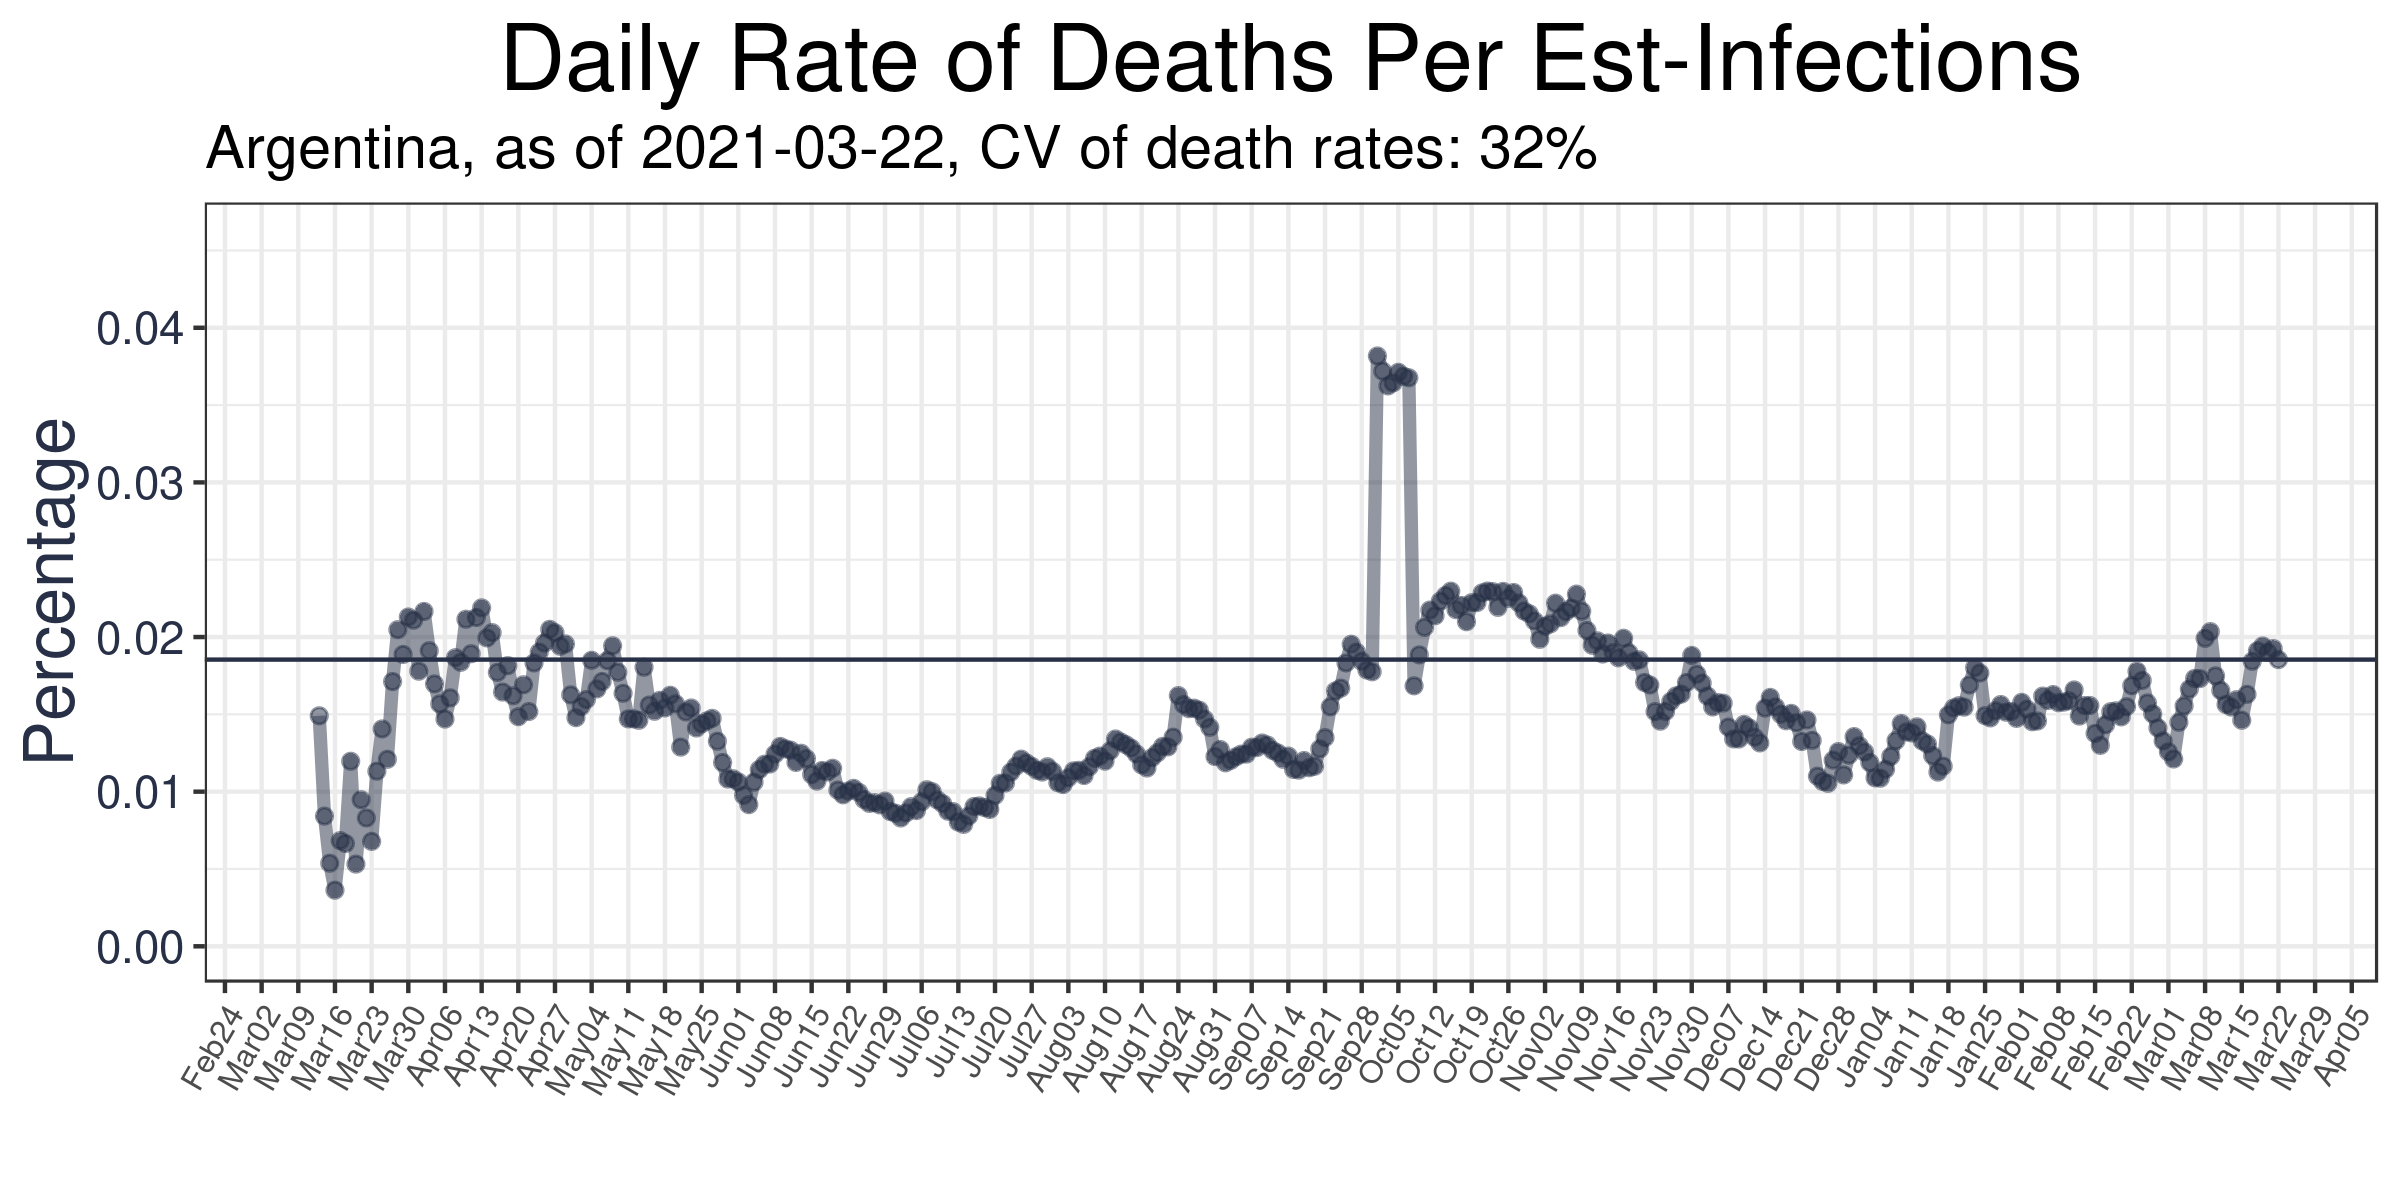 Daily Rate of Deaths Per Est-Infections
Argentina, as of 2021-03-22, CV of death rates: 32%
Percentage
0.04
0.03
0.02
0.01
0.00
Feb24
Mar02
Mar09
Mar16
Mar23
Mar30
Apr06
Apr13
Apr20
Apr27
May04
May11
May18
May25
Jun01
Jun08
Jun15
Jun22
Jun29
Jul06
Jul13
Jul20
Jul27
Aug03
Aug10
Aug17
Aug24
Aug31
Sep07
Sep14
Sep21
Sep28
Oct05
Oct12
Oct19
Oct26
Nov02
Nov09
Nov16
Nov23
Nov30
Dec07
Dec14
Dec21
Dec28
Jan04
Jan11
Jan18
Jan25
Feb01
Feb08
Feb15
Feb22
Mar01
Mar08
Mar15
Mar22
Mar29
Apr05